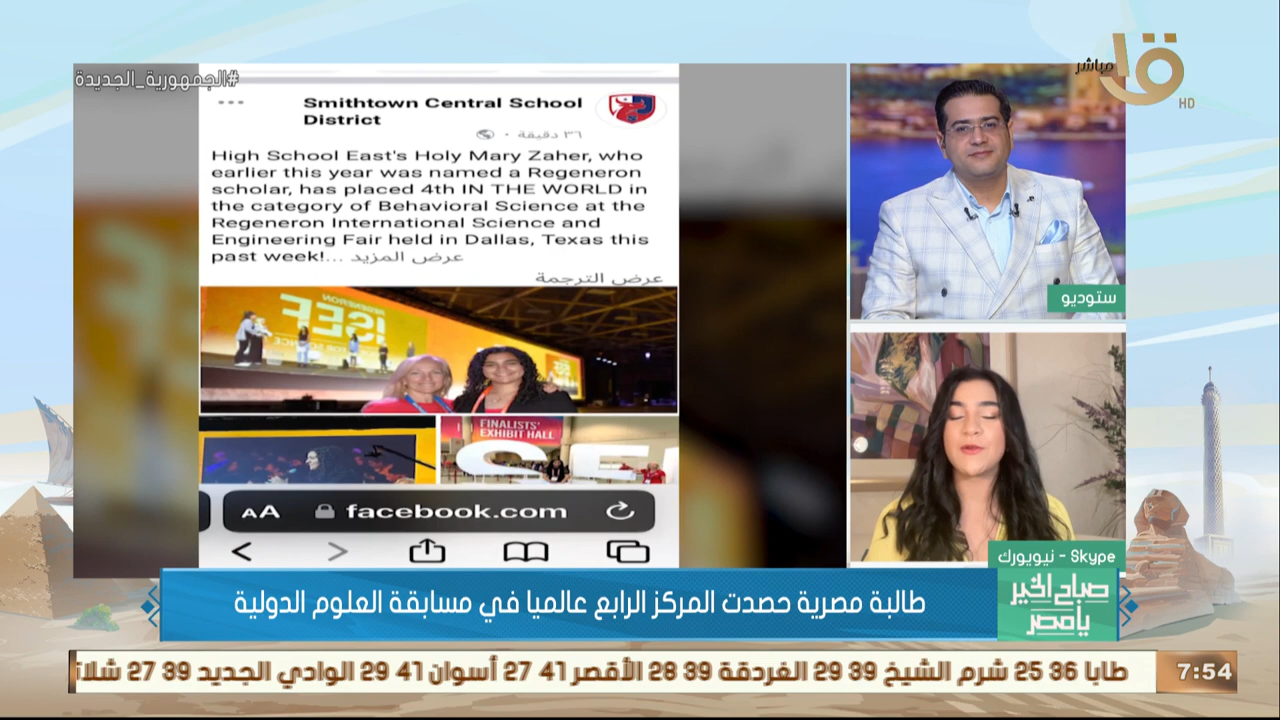 #الجمهورية_الجديدة
مباشر
HD
Smithtown Central School
District
٣٦ دقيقة
High School East's Holy Mary Zaher, who
earlier this year was named a Regeneron
scholar, has placed 4th IN THE WORLD in
the category of Behavioral Science at the
Regeneron International Science and
Engineering Fair held in Dallas, Texas this
past week!... عرض المزيد
عرض الترجمة
REGENERON
ISEF
FINALISTS'
EXHIBIT HALL
AA facebook.com
ستوديو
Skype - نيويورك
صباح الخير
يا مصر
طالبة مصرية حصدت المركز الرابع عالميا في مسابقة العلوم الدولية
طابا 36 25 شرم الشيخ 39 29 الغردقة 39 28 الأقصر 41 27 أسوان 41 29 الوادي الجديد 39 27
7:54